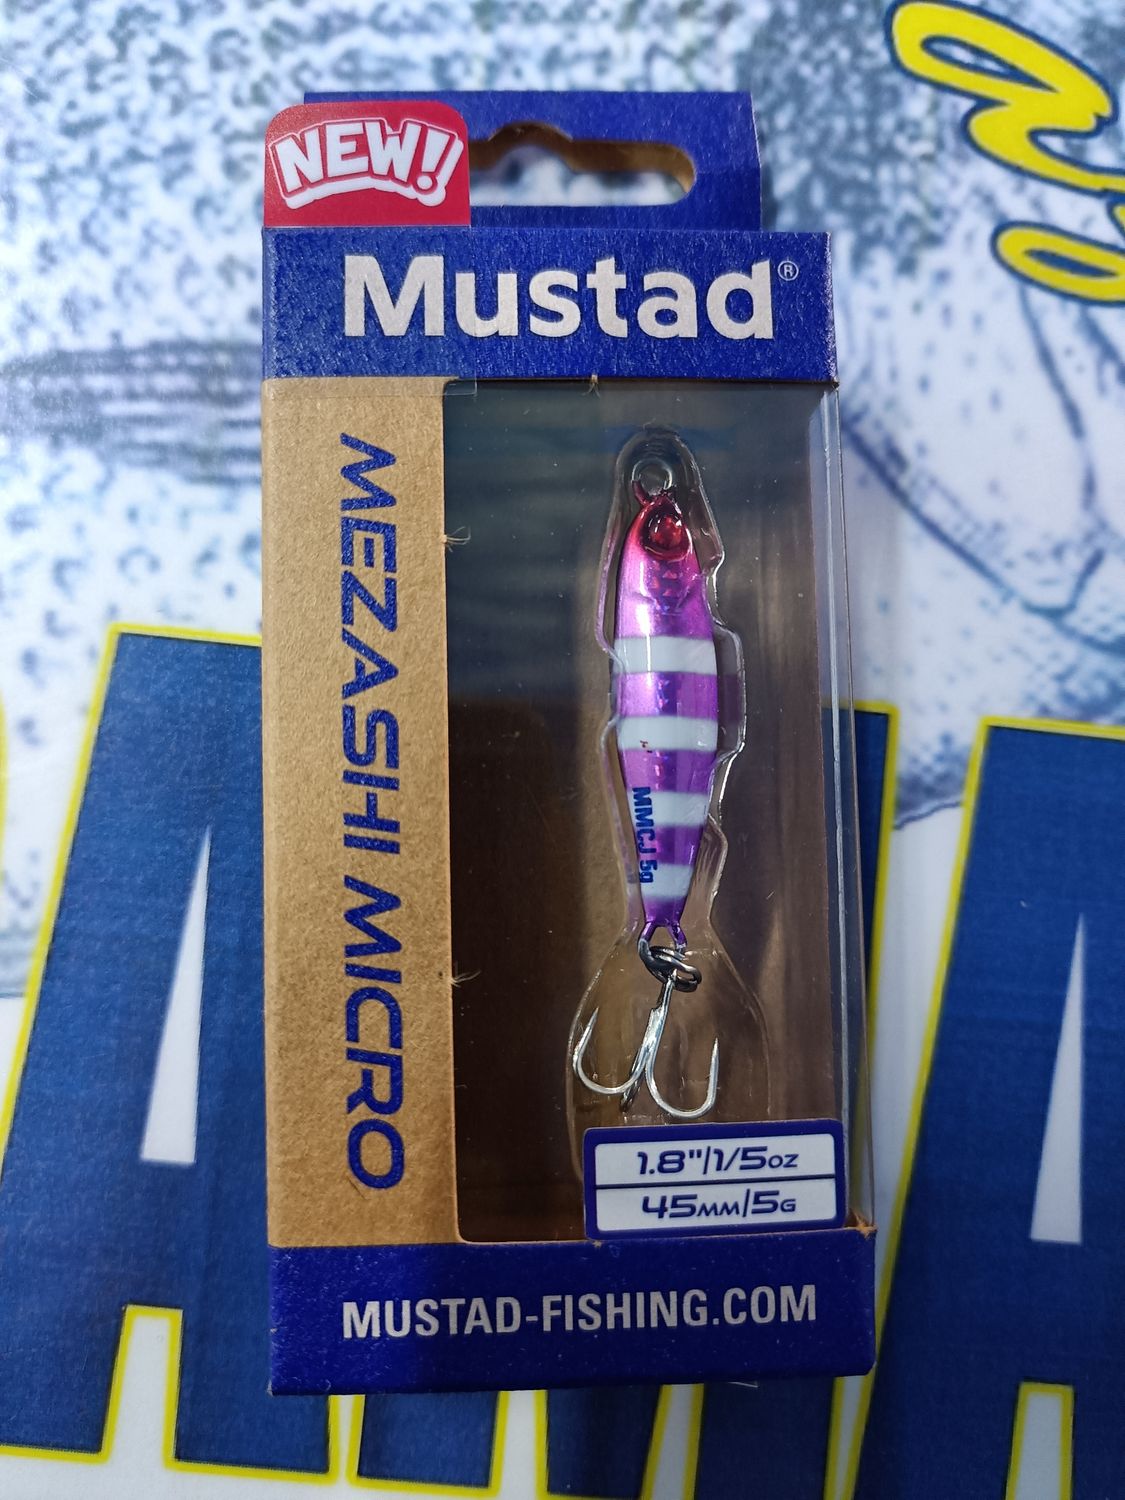 NEW!!
Mustad®
MEZASHI MICRO
MMCJ 5g
1.8"/1/5oz
45mm/5g
MUSTAD-FISHING.COM